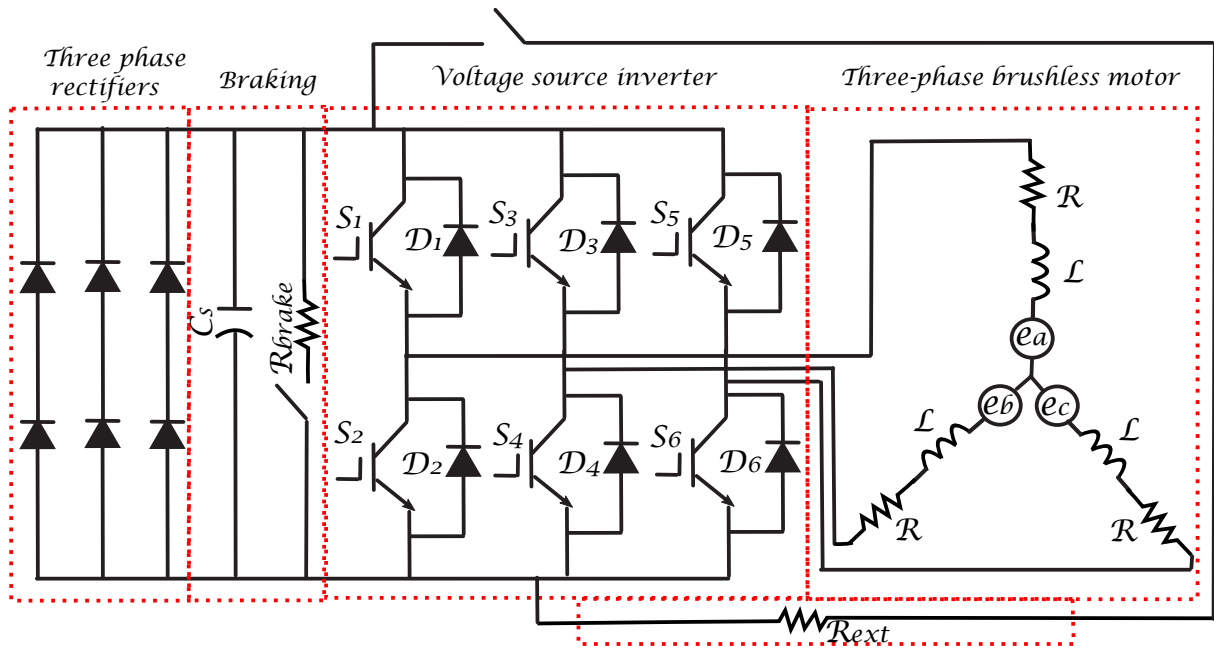 Three phase
rectifiers
Braking
Voltage source inverter
Three-phase brushless motor
S1
D1
S3
D3
S5
D5
R
L
Cs
Rbrake
ea
eb
ec
S2
D2
S4
D4
S6
D6
L
L
R
R
Rext